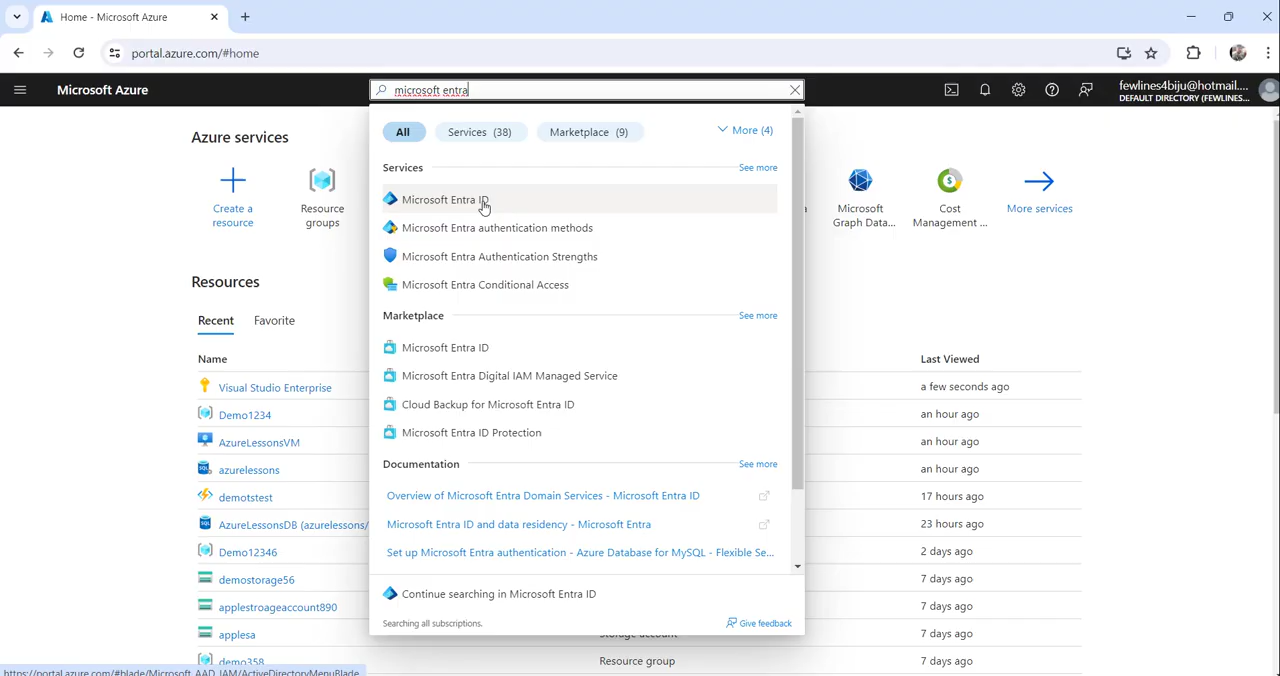 Home - Microsoft Azure
portal.azure.com/#home
Microsoft Azure
microsoft entra
fewlines4biju@hotmail....
DEFAULT DIRECTORY (FEWLINES...
Azure services
Create a
resource
Resource
groups
Microsoft
Graph Data...
Cost
Management ...
More services
All
Services (38)
Marketplace (9)
More (4)
Services
See more
Microsoft Entra ID
Microsoft Entra authentication methods
Microsoft Entra Authentication Strengths
Microsoft Entra Conditional Access
Marketplace
See more
Microsoft Entra ID
Microsoft Entra Digital IAM Managed Service
Cloud Backup for Microsoft Entra ID
Microsoft Entra ID Protection
Documentation
See more
Overview of Microsoft Entra Domain Services - Microsoft Entra ID
Microsoft Entra ID and data residency - Microsoft Entra
Set up Microsoft Entra authentication - Azure Database for MySQL - Flexible Se...
Continue searching in Microsoft Entra ID
Searching all subscriptions.
Give feedback
Resources
Recent
Favorite
Name
Last Viewed
Visual Studio Enterprise
a few seconds ago
Demo1234
an hour ago
AzureLessonsVM
an hour ago
azurelessons
an hour ago
demotstest
17 hours ago
AzureLessonsDB (azurelessons/
23 hours ago
Demo12346
2 days ago
demostorage56
7 days ago
applestroageaccount890
7 days ago
applesa
Storage account
7 days ago
demo358
Resource group
7 days ago
https://portal.azure.com/#blade/Microsoft_AAD_IAM/ActiveDirectoryMenuBlade